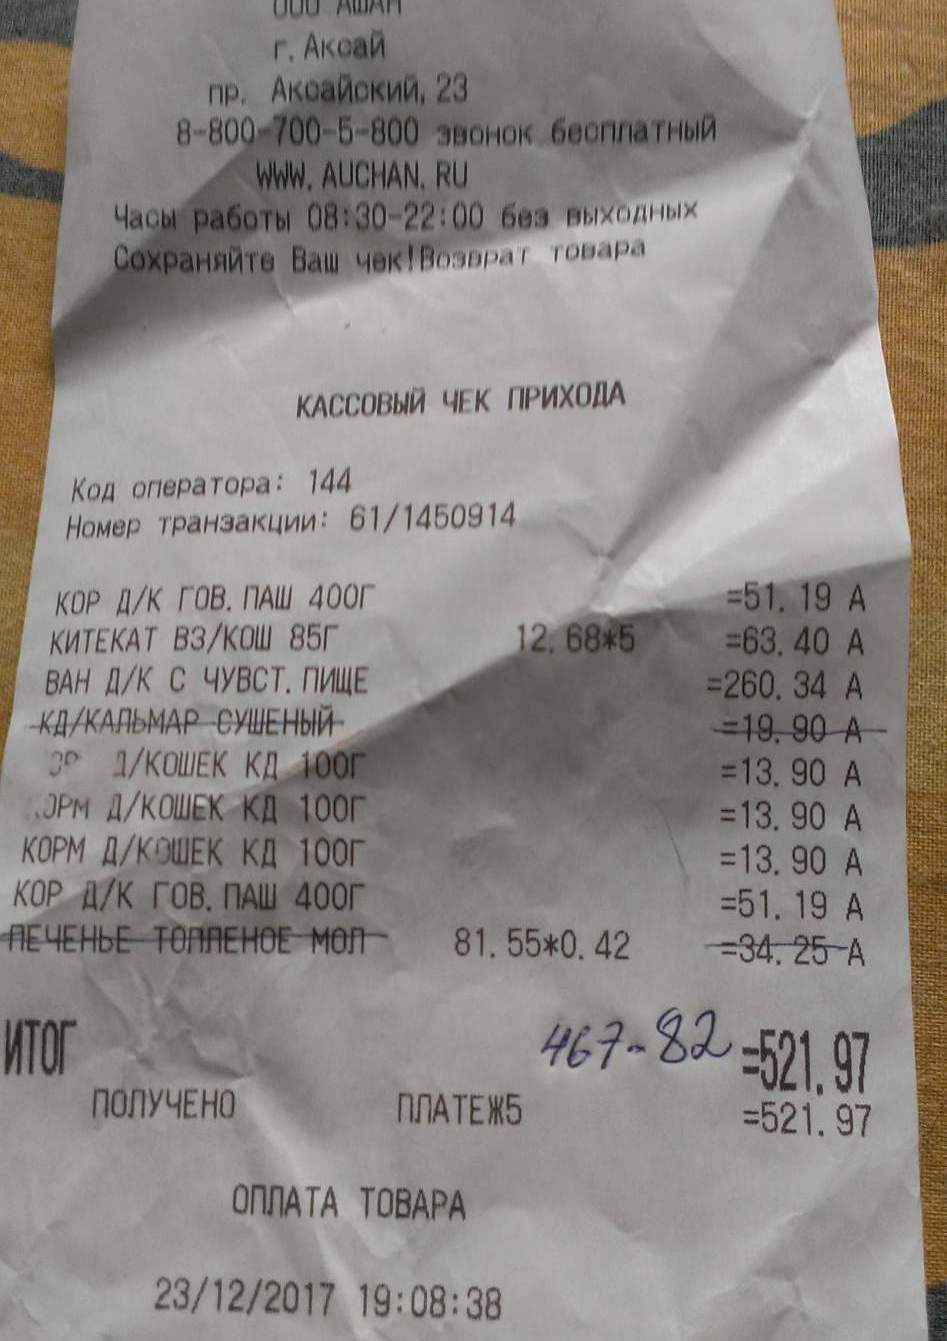 ООО АШАН
г. Аксай
пр. Аксайский, 23
8-800-700-5-800 звонок бесплатный
WWW. AUCHAN. RU
Часы работы 08:30-22:00 без выходных
Сохраняйте Ваш чек!Возврат товара
КАССОВЫЙ ЧЕК ПРИХОДА
Код оператора: 144
Номер транзакции: 61/1450914
КОР Д/К ГОВ. ПАШ 400Г =51. 19 А
КИТЕКАТ ВЗ/КОШ 85Г 12. 68*5 =63. 40 А
ВАН Д/К С ЧУВСТ. ПИЩЕ =260. 34 А
КД/КАЛЬМАР СУШЕНЫЙ =19. 90 А
Д/КОШЕК КД 100Г =13. 90 А
КОРМ Д/КОШЕК КД 100Г =13. 90 А
КОРМ Д/КОШЕК КД 100Г =13. 90 А
КОР Д/К ГОВ. ПАШ 400Г =51. 19 А
ПЕЧЕНЬЕ ТОПЛЕНОЕ МОЛ 81. 55*0. 42 =34. 25 А
ИТОГ 467-82 =521. 97
ПОЛУЧЕНО ПЛАТЕЖ5 =521. 97
ОПЛАТА ТОВАРА
23/12/2017 19:08:38